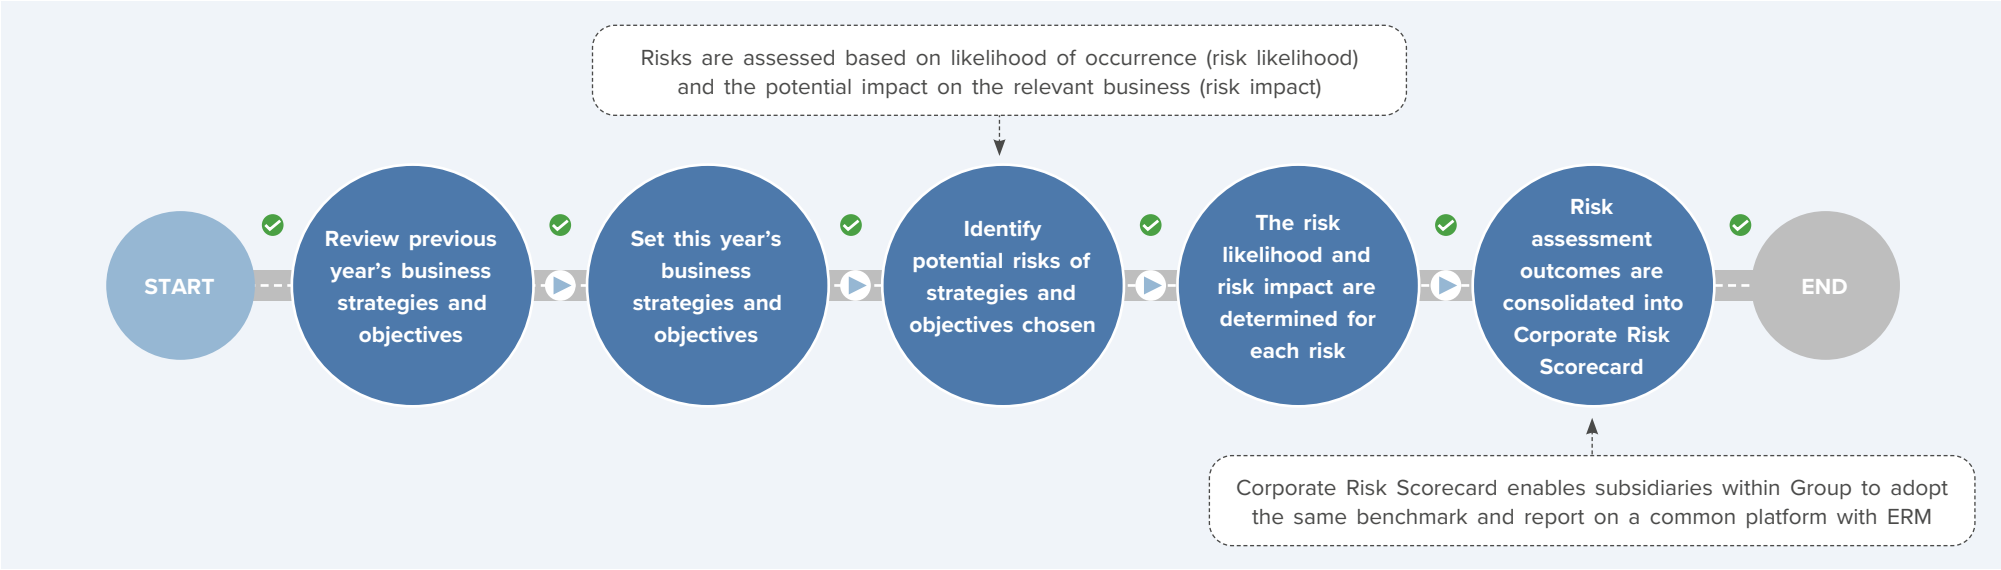 Risks are assessed based on likelihood of occurrence (risk likelihood)
and the potential impact on the relevant business (risk impact)
START
Review previous
year’s business
strategies and
objectives
Set this year’s
business
strategies and
objectives
Identify
potential risks of
strategies and
objectives chosen
The risk
likelihood and
risk impact are
determined for
each risk
Risk
assessment
outcomes are
consolidated into
Corporate Risk
Scorecard
END
Corporate Risk Scorecard enables subsidiaries within Group to adopt
the same benchmark and report on a common platform with ERM